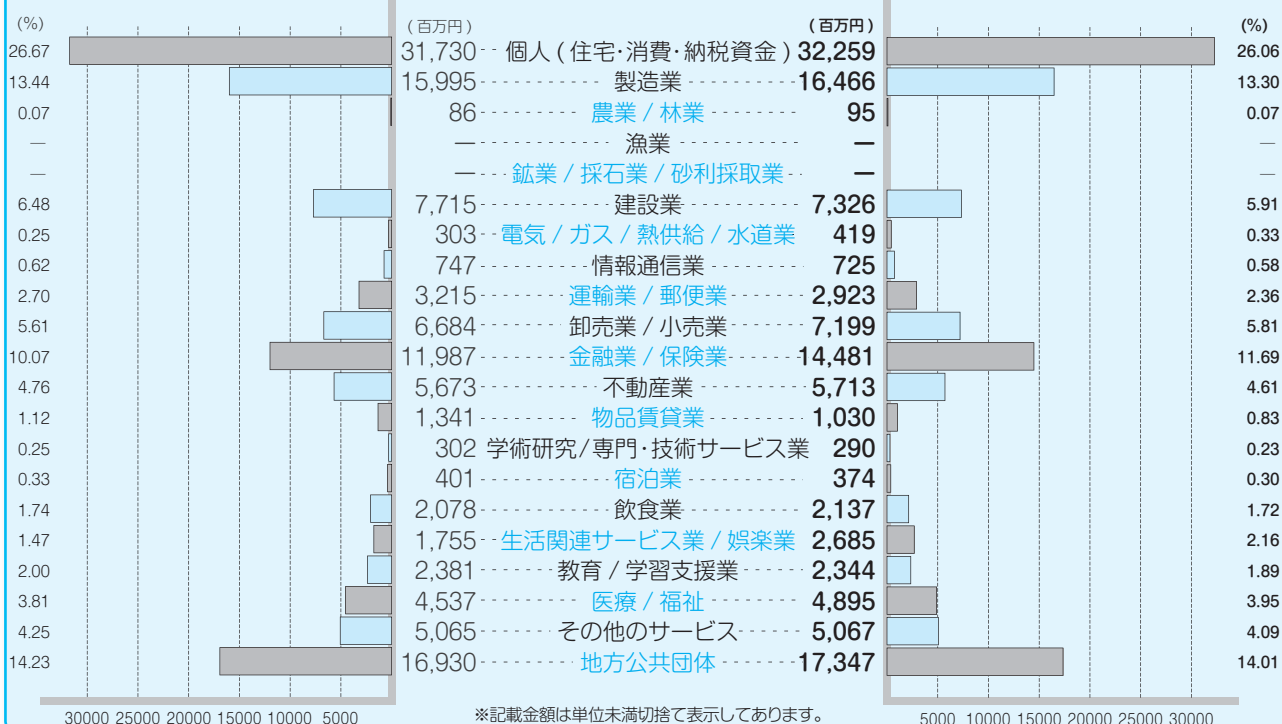 (%) (百万円) (百万円) (%)
26.67 31,730 個人(住宅・消費・納税資金) 32,259 26.06
13.44 15,995 製造業 16,466 13.30
0.07 86 農業/林業 95 0.07
— — 漁業 — —
— — 鉱業/採石業/砂利採取業 — —
6.48 7,715 建設業 7,326 5.91
0.25 303 電気/ガス/熱供給/水道業 419 0.33
0.62 747 情報通信業 725 0.58
2.70 3,215 運輸業/郵便業 2,923 2.36
5.61 6,684 卸売業/小売業 7,199 5.81
10.07 11,987 金融業/保険業 14,481 11.69
4.76 5,673 不動産業 5,713 4.61
1.12 1,341 物品賃貸業 1,030 0.83
0.25 302 学術研究/専門・技術サービス業 290 0.23
0.33 401 宿泊業 374 0.30
1.74 2,078 飲食業 2,137 1.72
1.47 1,755 生活関連サービス業/娯楽業 2,685 2.16
2.00 2,381 教育/学習支援業 2,344 1.89
3.81 4,537 医療/福祉 4,895 3.95
4.25 5,065 その他のサービス 5,067 4.09
14.23 16,930 地方公共団体 17,347 14.01
30000 25000 20000 15000 10000 5000 ※記載金額は単位未満切捨て表示してあります。 5000 10000 15000 20000 25000 30000